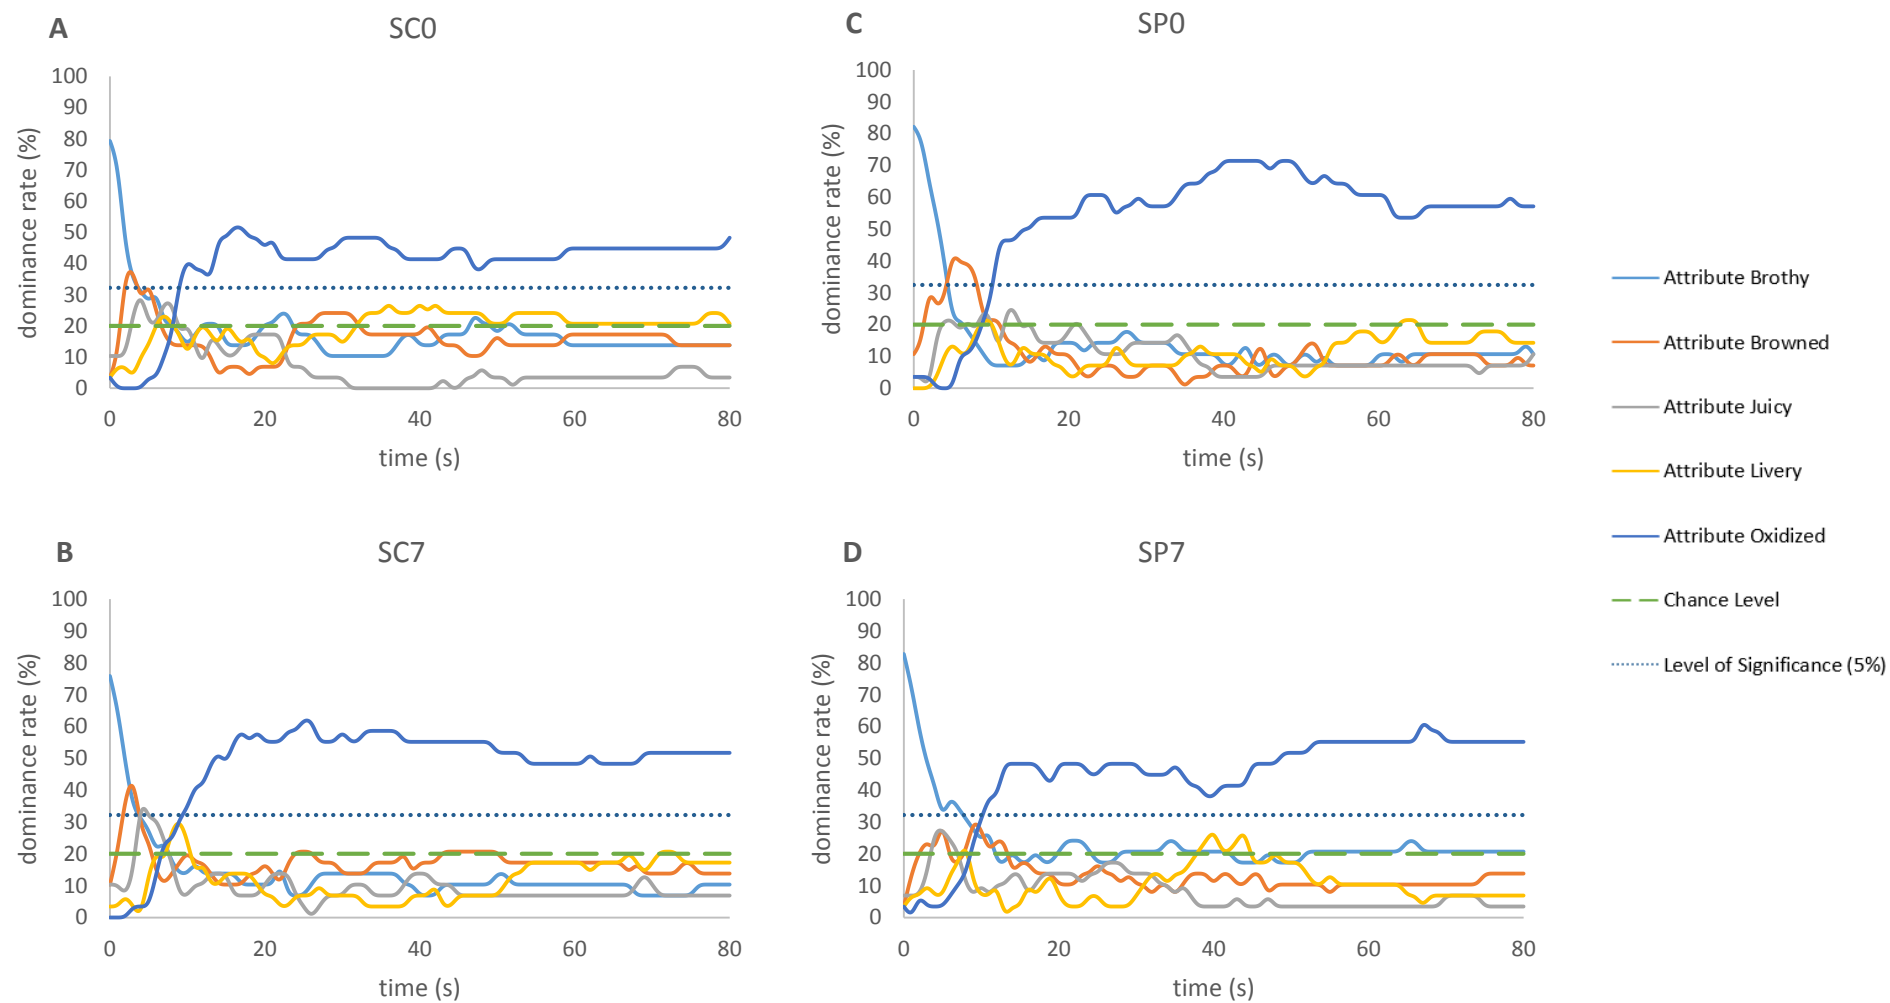 A
SC0
100
90
80
70
60
50
40
30
20
10
0
dominance rate (%)
0 20 40 60 80
time (s)
C
SP0
100
90
80
70
60
50
40
30
20
10
0
dominance rate (%)
0 20 40 60 80
time (s)
B
SC7
100
90
80
70
60
50
40
30
20
10
0
dominance rate (%)
0 20 40 60 80
time (s)
D
SP7
100
90
80
70
60
50
40
30
20
10
0
dominance rate (%)
0 20 40 60 80
time (s)
Attribute Brothy
Attribute Browned
Attribute Juicy
Attribute Livery
Attribute Oxidized
Chance Level
Level of Significance (5%)